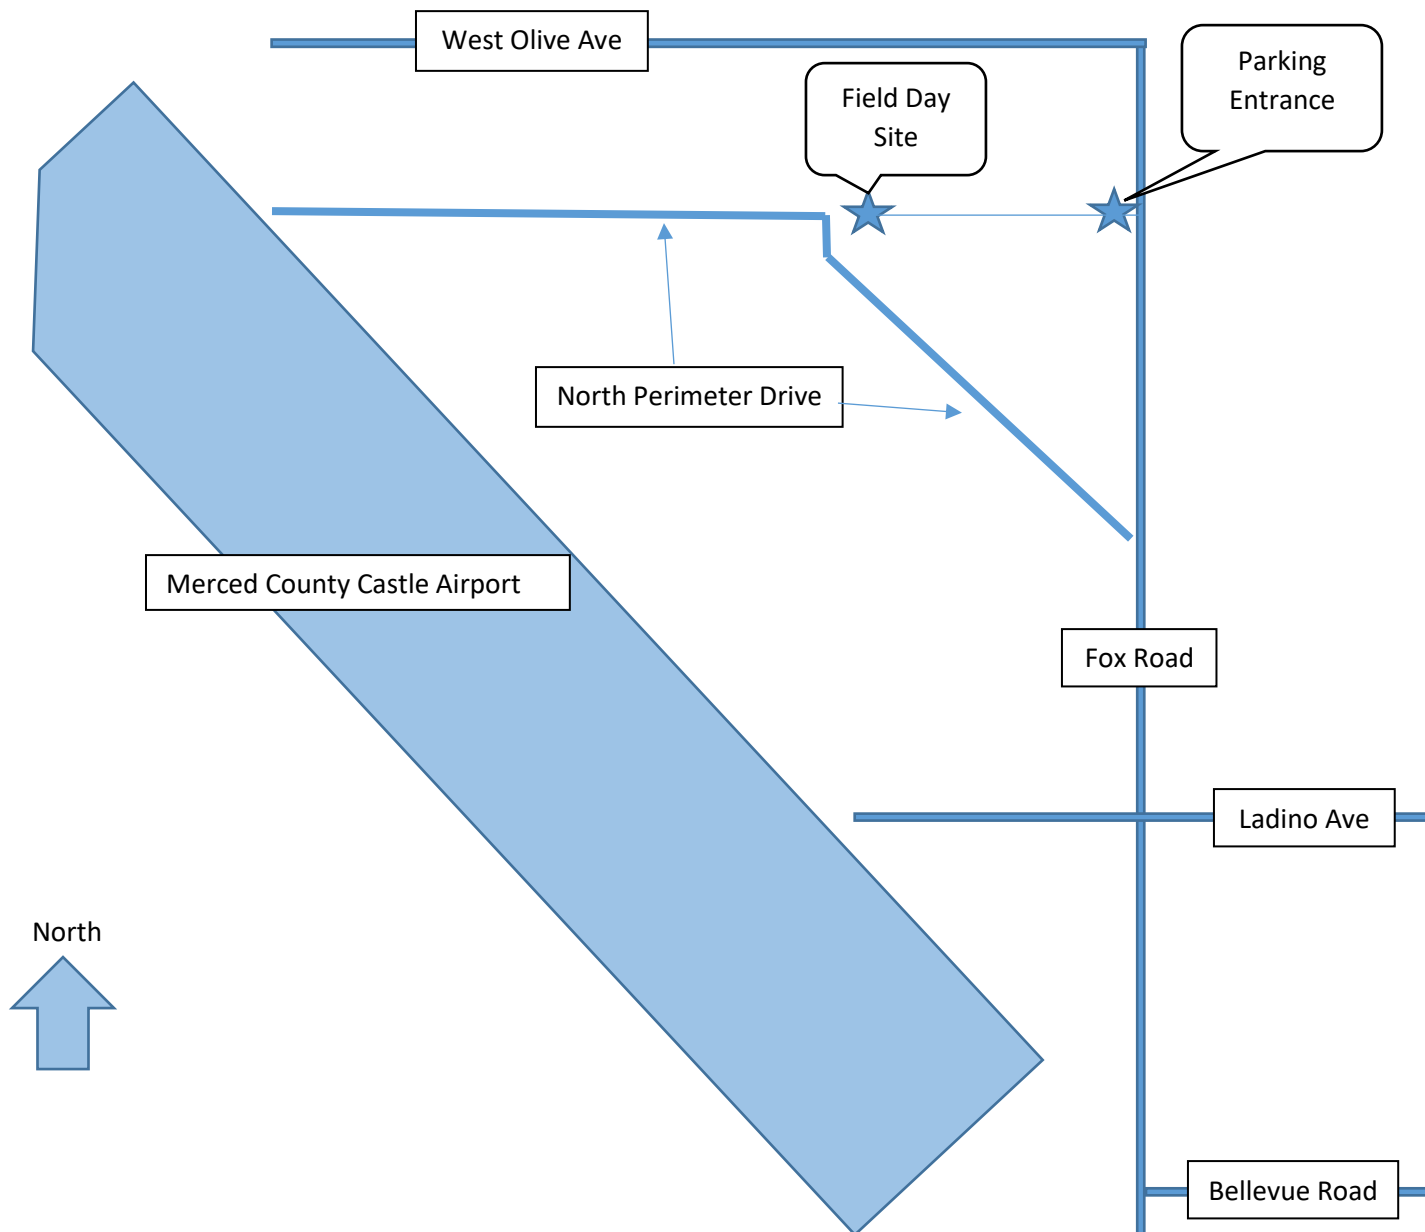 West Olive Ave
Parking
Entrance
Field Day
Site
North Perimeter Drive
Merced County Castle Airport
Fox Road
Ladino Ave
North
Bellevue Road